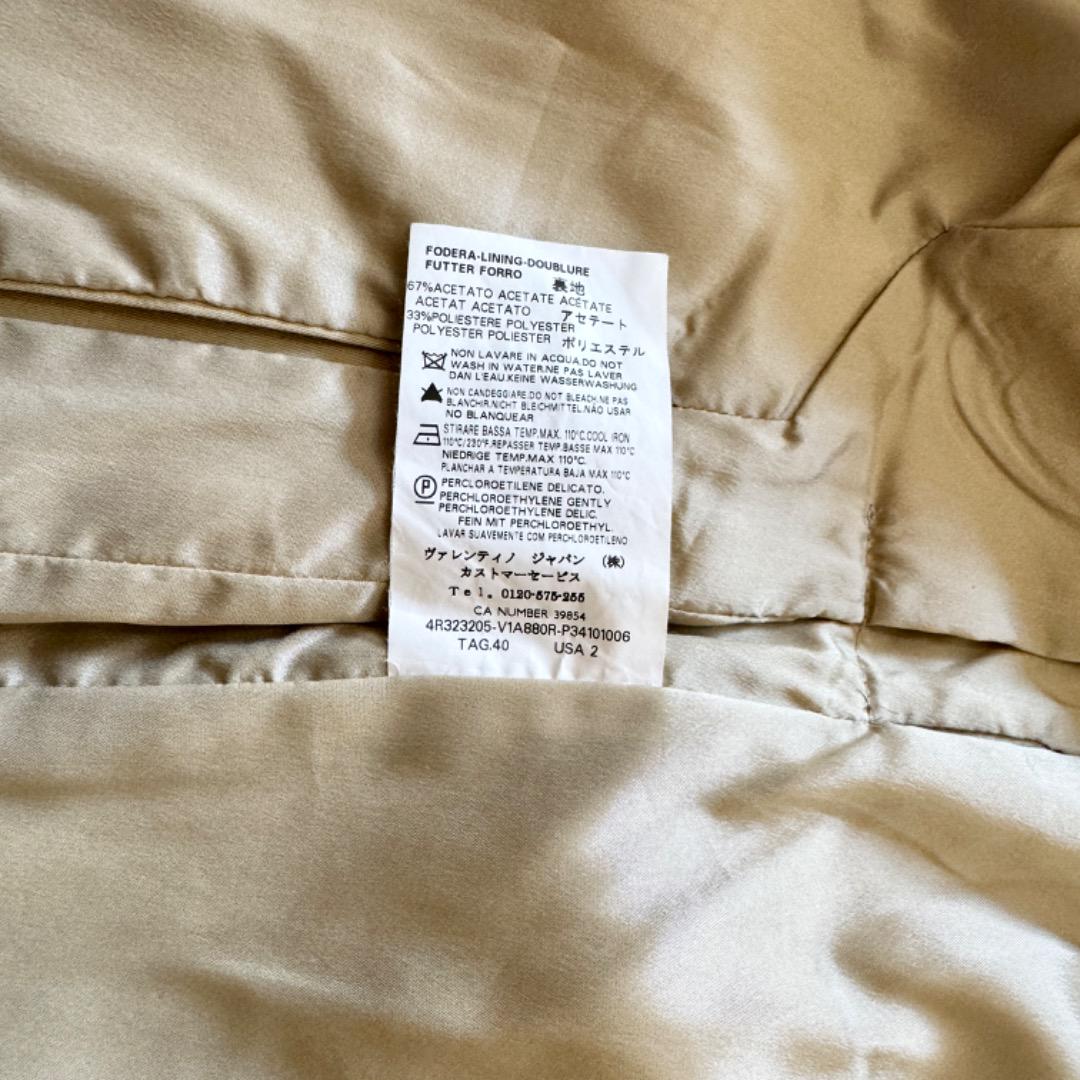 FODERA-LINING-DOUBLURE
FUTTER FORRO 裏地
67%ACETATO ACETATE ACÉTATE
ACETAT ACETATO アセテート
33%POLIESTERE POLYESTER
POLYESTER POLIESTER ポリエステル
NON LAVARE IN ACQUA.DO NOT
WASH IN WATER.NE PAS LAVER
DAN L'EAU.KEINE WASSERWASHUNG
NON CANDEGGIARE.DO NOT BLEACH.NE PAS
BLANCHIR.NICHT BLEICHMITTEL.NÃO USAR
NO BLANQUEAR
STIRARE BASSA TEMP.MAX. 110°C.COOL IRON
110°C/230°F.REPASSER TEMP.BASSE MAX 110°C
NIEDRIGE TEMP.MAX 110°C.
PLANCHAR A TEMPERATURA BAJA MAX 110°C
P PERCLOROETILENE DELICATO.
PERCHLOROETHYLENE GENTLY
PERCHLOROETHYLENE DELIC.
FEIN MIT PERCHLOROETHYL.
LAVAR SUAVEMENTE COM PERCHLOROETILENO
ヴァレンティノ ジャパン (株)
カストマーセービス
Tel. 0120-575-255
CA NUMBER 39854
4R323205-V1A880R-P34101006
TAG.40 USA 2